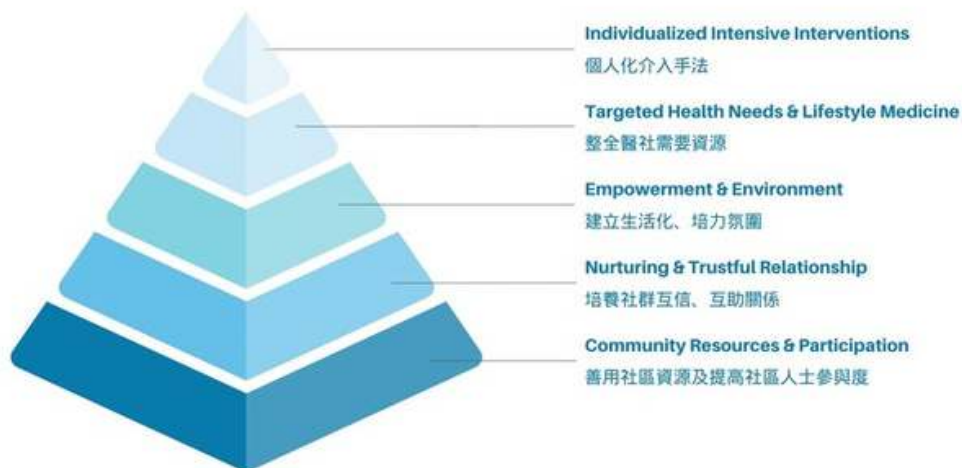 Individualized Intensive Interventions
個人化介入手法
Targeted Health Needs & Lifestyle Medicine
整全醫社需要資源
Empowerment & Environment
建立生活化、培力氛圍
Nurturing & Trustful Relationship
培養社群互信、互助關係
Community Resources & Participation
善用社區資源及提高社區人士參與度